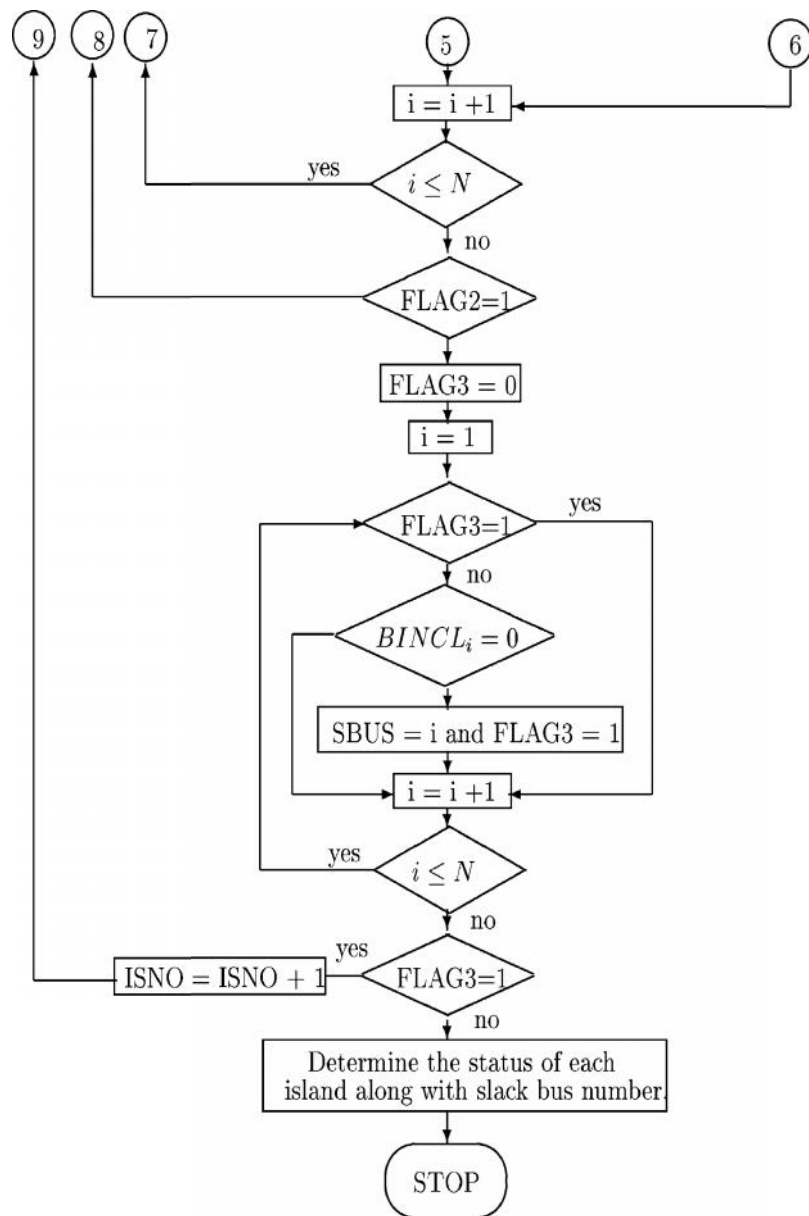 9 8 7 5 6
i = i +1
yes
i ≤ N
no
FLAG2=1
FLAG3 = 0
i = 1
FLAG3=1
yes
no
BINCLᵢ = 0
SBUS = i and FLAG3 = 1
i = i +1
yes
i ≤ N
no
yes
ISNO = ISNO + 1
FLAG3=1
no
Determine the status of each
island along with slack bus number.
STOP